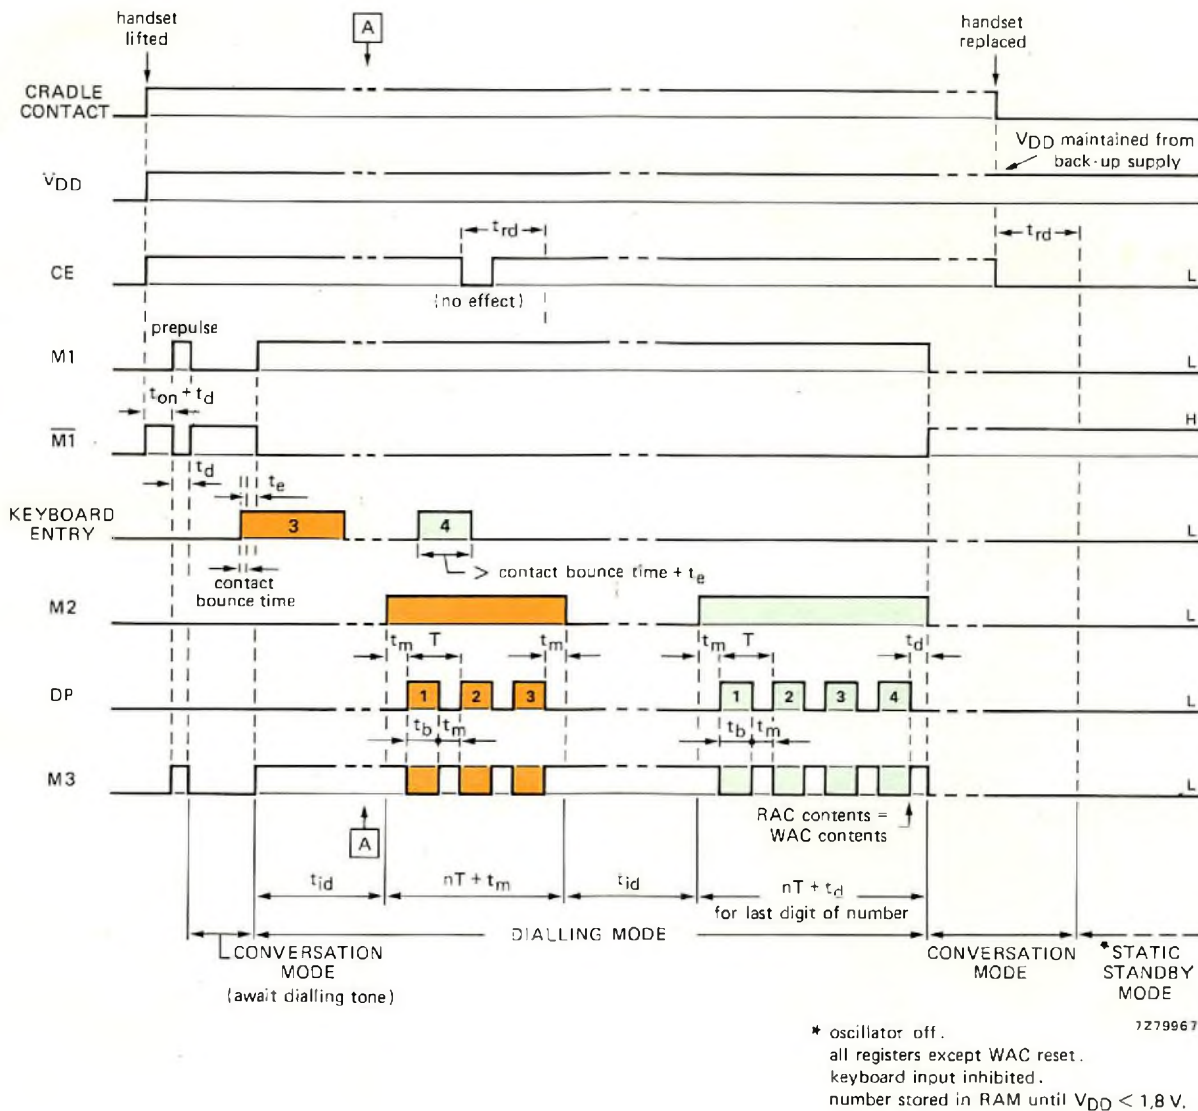 handset
lifted
A
handset
replaced
CRADLE
CONTACT
VDD maintained from
back-up supply
VDD
trd
trd
CE
(no effect)
L
prepulse
M1
L
ton + td
H
M1
td
te
KEYBOARD
ENTRY
3
4
L
contact
bounce time
> contact bounce time + te
M2
L
tm
T
tm
tm
T
td
DP
1
2
3
1
2
3
4
L
tb
tm
tb
tm
M3
L
RAC contents =
WAC contents
A
tid
nT + tm
tid
nT + td
for last digit of number
DIALLING MODE
CONVERSATION
MODE
(await dialling tone)
CONVERSATION
MODE
*STATIC
STANDBY
MODE
7Z79967
* oscillator off.
all registers except WAC reset.
keyboard input inhibited.
number stored in RAM until VDD < 1,8 V.